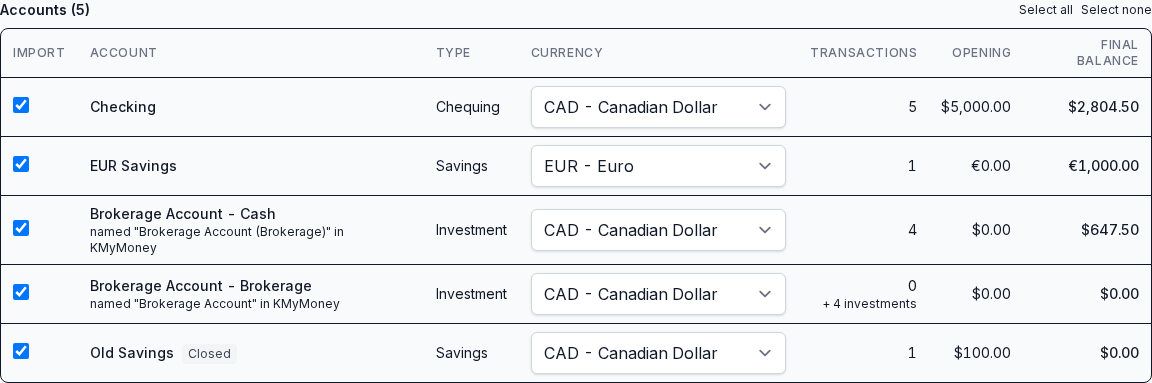 Accounts (5) Select all Select none
IMPORT ACCOUNT TYPE CURRENCY TRANSACTIONS OPENING FINAL BALANCE
Checking Chequing CAD - Canadian Dollar 5 $5,000.00 $2,804.50
EUR Savings Savings EUR - Euro 1 €0.00 €1,000.00
Brokerage Account - Cash
named "Brokerage Account (Brokerage)" in
KMyMoney
Investment CAD - Canadian Dollar 4 $0.00 $647.50
Brokerage Account - Brokerage
named "Brokerage Account" in KMyMoney
Investment CAD - Canadian Dollar 0
+ 4 investments
$0.00 $0.00
Old Savings Closed Savings CAD - Canadian Dollar 1 $100.00 $0.00